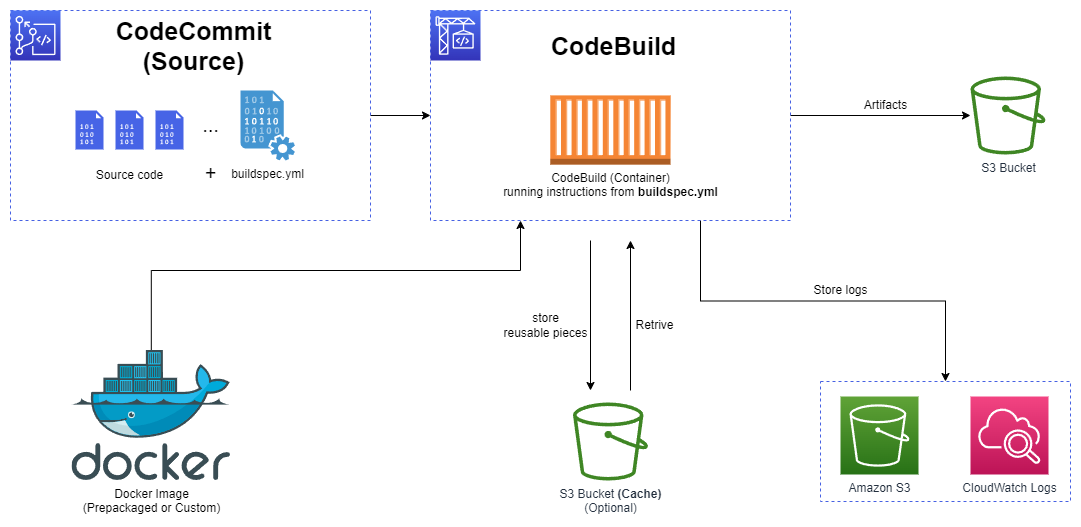 CodeCommit
(Source)
101
010
101
101
010
101
101
010
101
...
101
01010
10110
10100
010
Source code
+
buildspec.yml
CodeBuild
CodeBuild (Container)
running instructions from buildspec.yml
Artifacts
S3 Bucket
store
reusable pieces
Retrive
Store logs
docker
Docker Image
(Prepackaged or Custom)
S3 Bucket (Cache)
(Optional)
Amazon S3
CloudWatch Logs